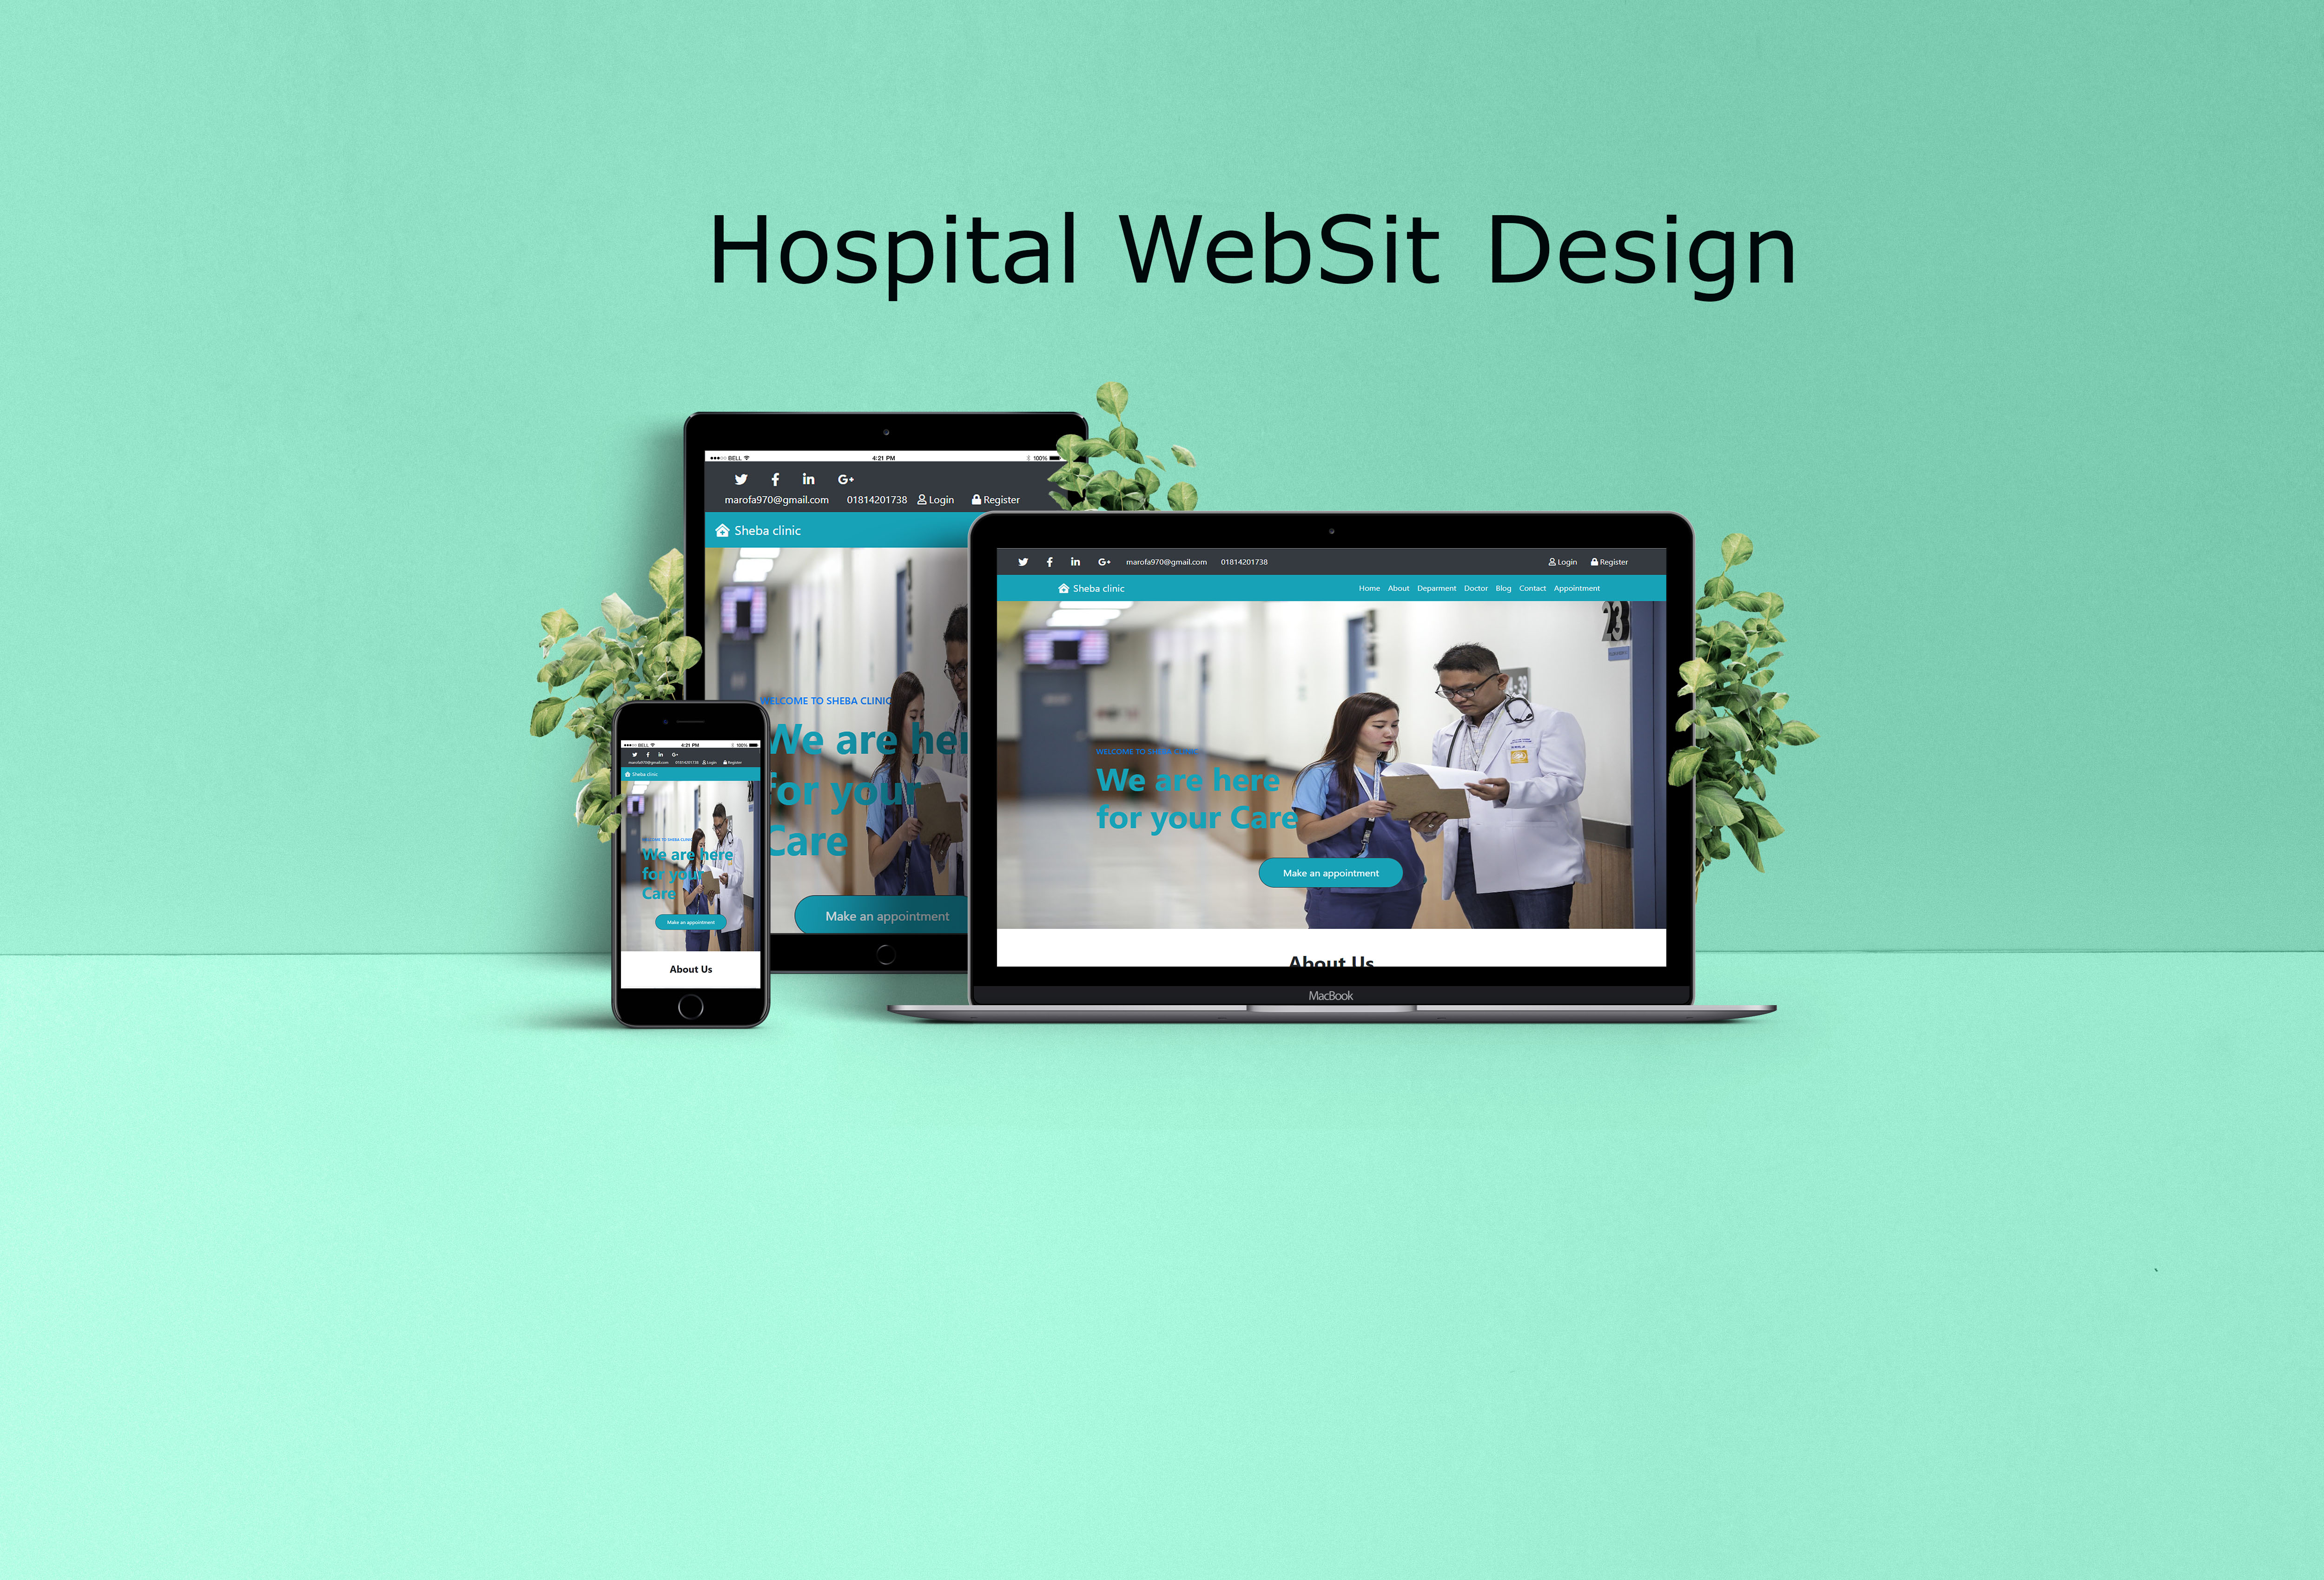 Hospital WebSit Design
BELL 4:21 PM 100%
marofa970@gmail.com 01814201738 Login Register
Sheba clinic
WELCOME TO SHEBA CLINIC
We are her
for your
Care
Make an appointment
marofa970@gmail.com 01814201738 Login Register
Sheba clinic Home About Deparment Doctor Blog Contact Appointment
WELCOME TO SHEBA CLINIC
We are here
for your Care
Make an appointment
About Us
MacBook
23
BELL 4:21 PM 100%
marofa970@gmail.com 01814201738 Login Register
Sheba clinic
WELCOME TO SHEBA CLINIC
We are here
for your
Care
Make an appointment
About Us